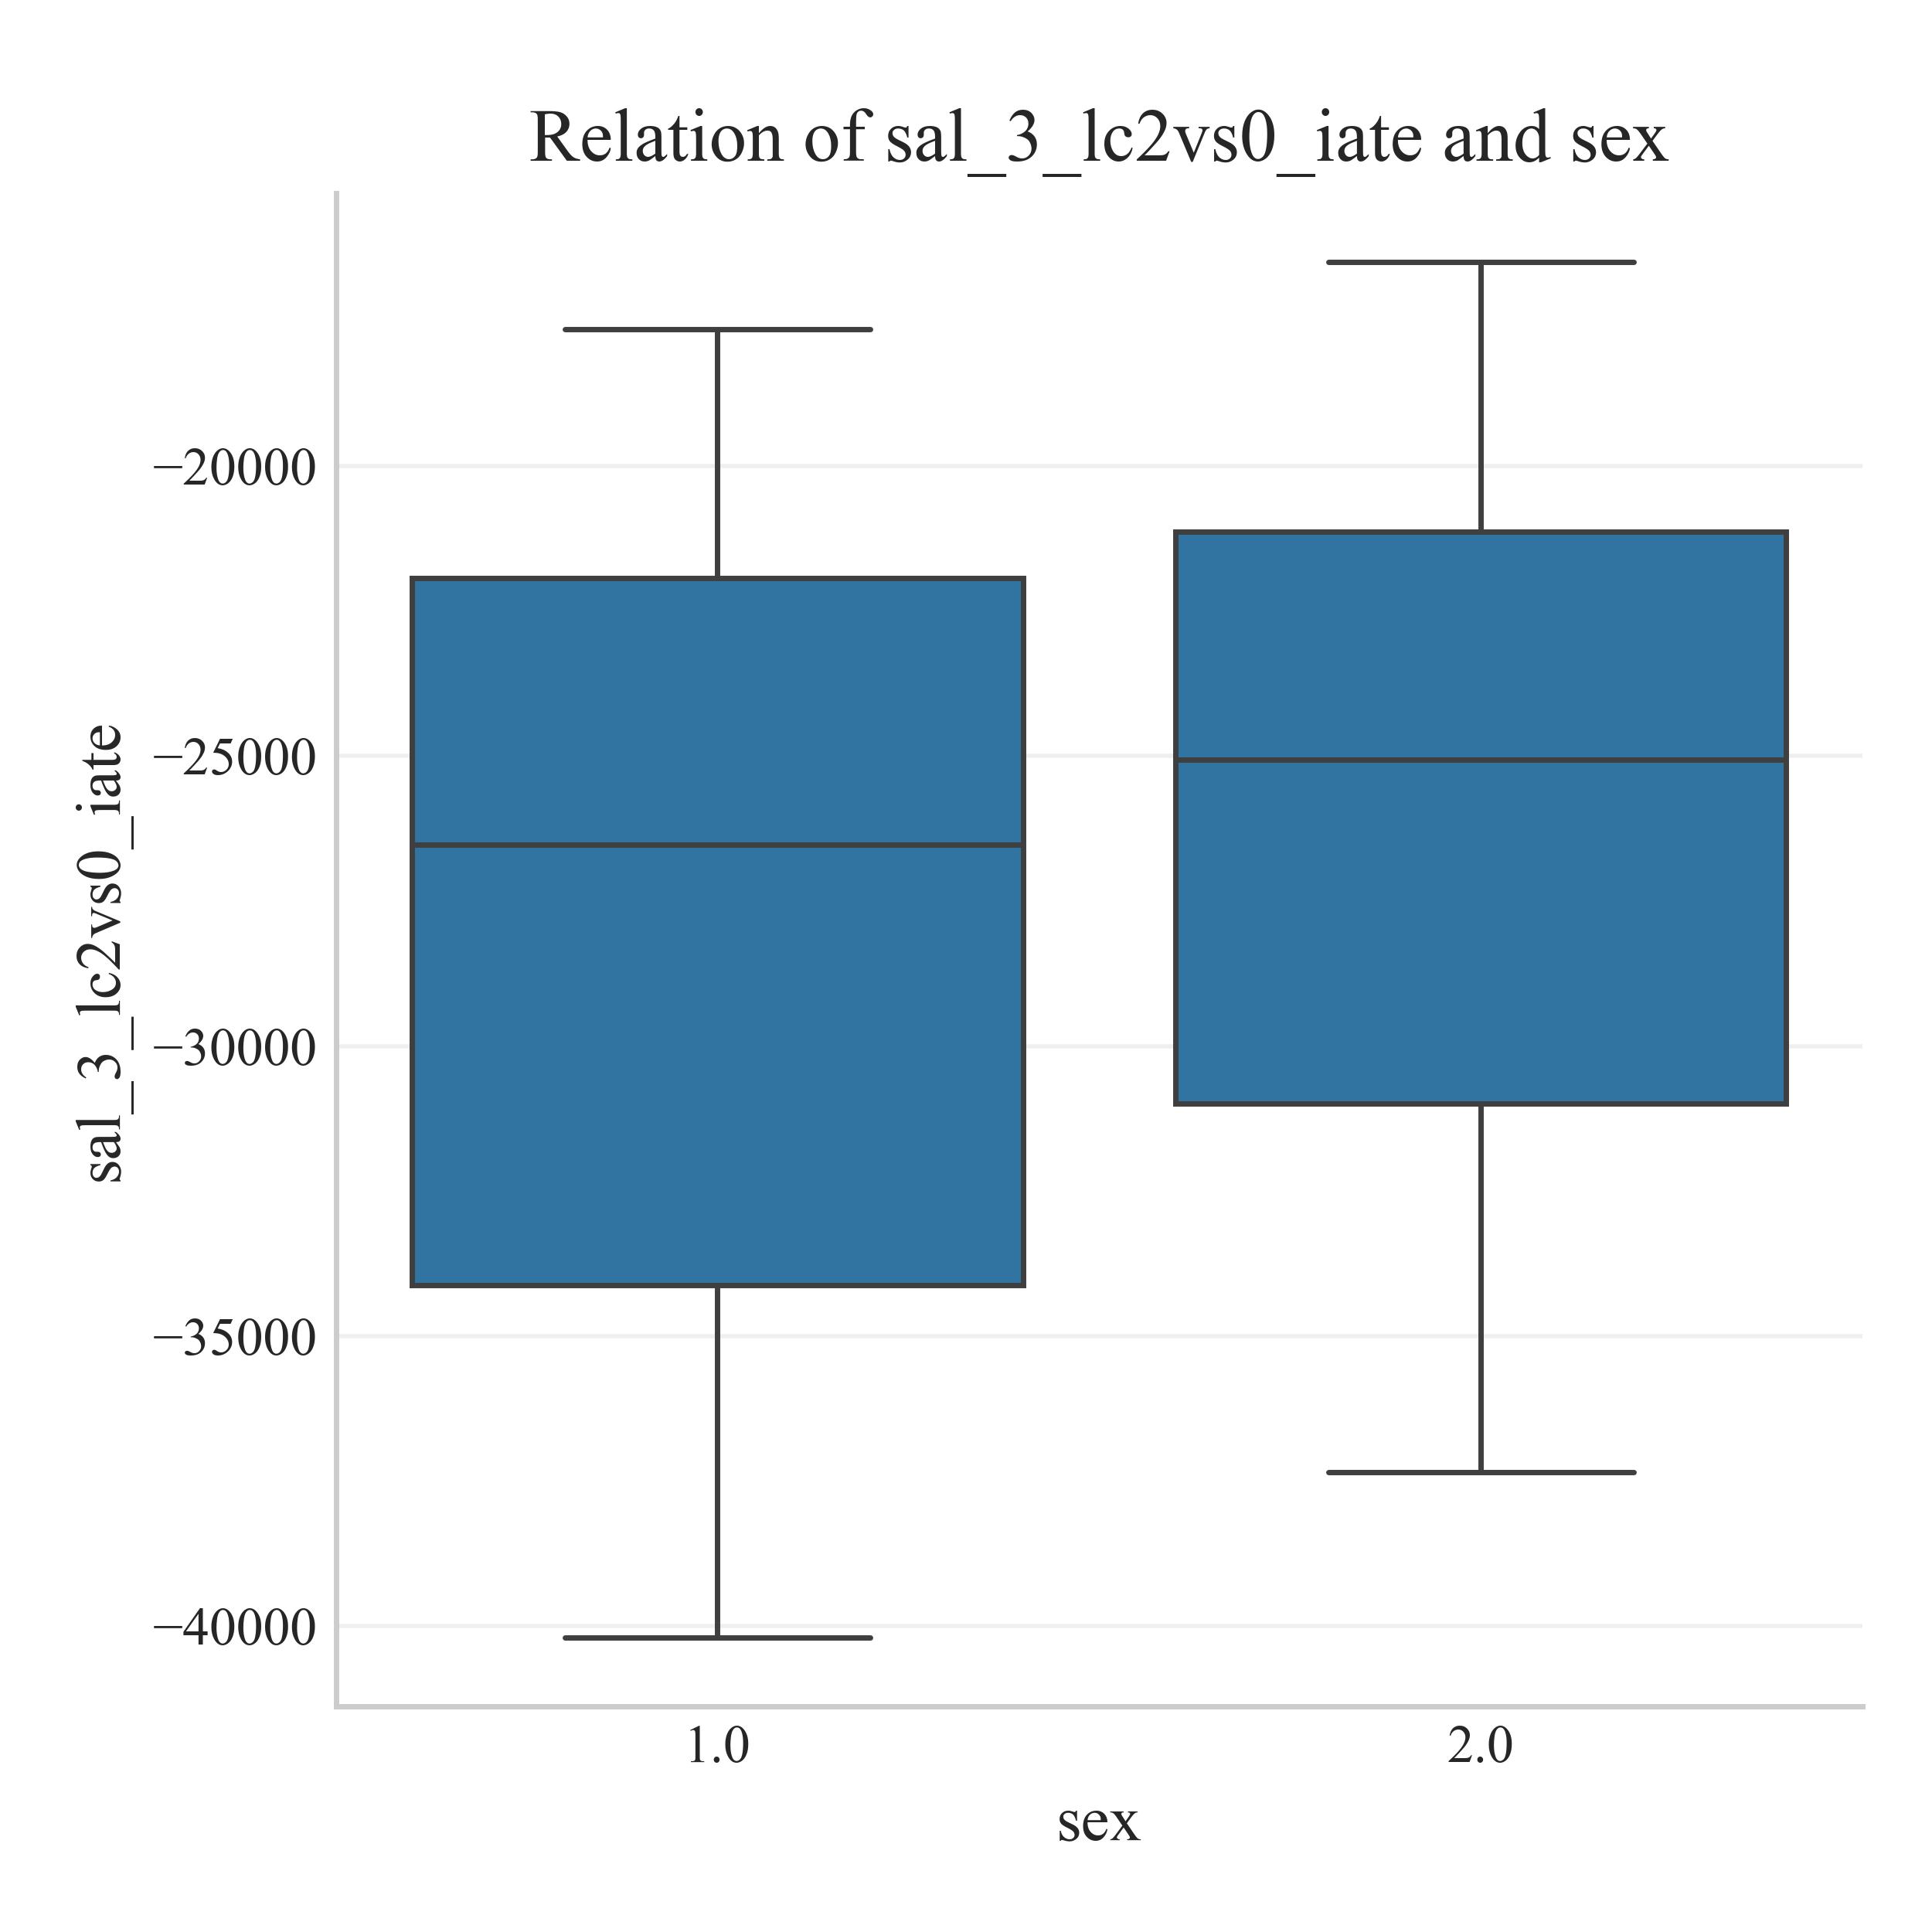 Relation of sal_3_lc2vs0_iate and sex
sal_3_lc2vs0_iate
−20000
−25000
−30000
−35000
−40000
1.0 2.0
sex